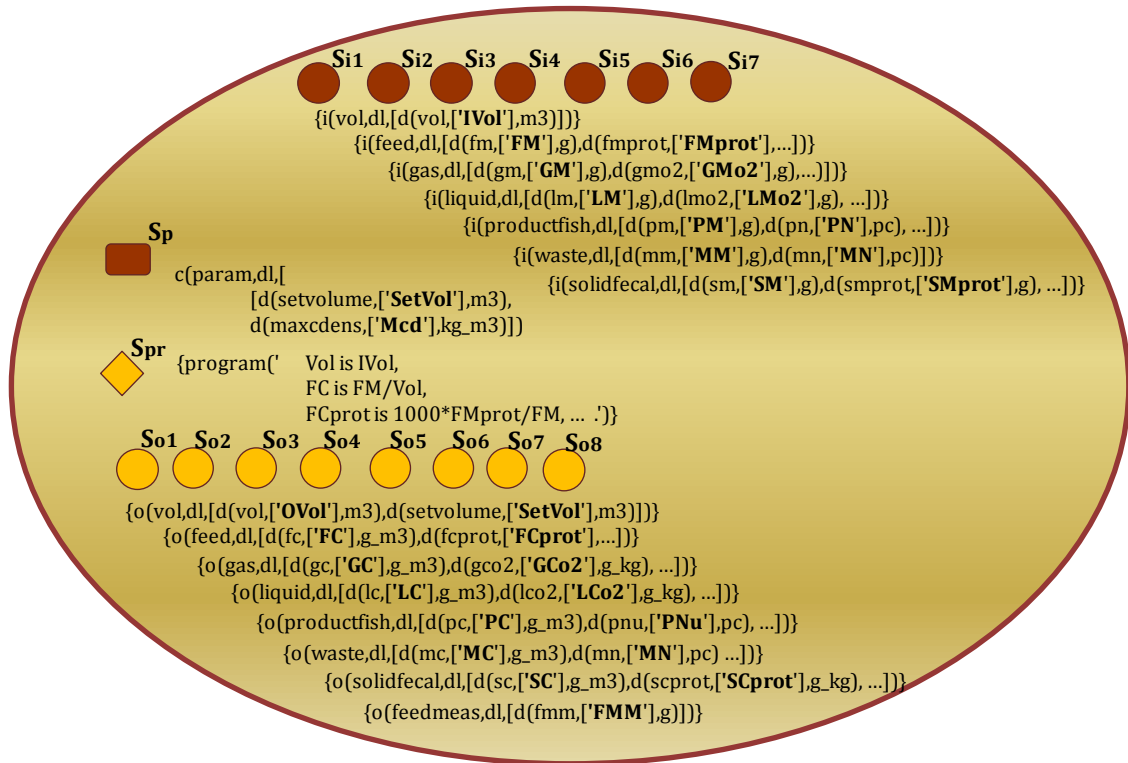 Si1 Si2 Si3 Si4 Si5 Si6 Si7
{i(vol,dl,[d(vol,['IVol'],m3)])}
{i(feed,dl,[d(fm,['FM'],g),d(fmprot,['FMprot'],...])}
{i(gas,dl,[d(gm,['GM'],g),d(gmo2,['GMo2'],g),...)])}
{i(liquid,dl,[d(lm,['LM'],g),d(lmo2,['LMo2'],g), ...])}
{i(productfish,dl,[d(pm,['PM'],g),d(pn,['PN'],pc), ...])}
{i(waste,dl,[d(mm,['MM'],g),d(mn,['MN'],pc)])}
{i(solidfecal,dl,[d(sm,['SM'],g),d(smprot,['SMprot'],g), ...])}
Sp
c(param,dl,[
[d(setvolume,['SetVol'],m3),
d(maxcdens,['Mcd'],kg_m3)])
Spr
{program(' Vol is IVol,
FC is FM/Vol,
FCprot is 1000*FMprot/FM, ... .')}
So1 So2 So3 So4 So5 So6 So7 So8
{o(vol,dl,[d(vol,['OVol'],m3),d(setvolume,['SetVol'],m3)])}
{o(feed,dl,[d(fc,['FC'],g_m3),d(fcprot,['FCprot'],...])}
{o(gas,dl,[d(gc,['GC'],g_m3),d(gco2,['GCo2'],g_kg), ...])}
{o(liquid,dl,[d(lc,['LC'],g_m3),d(lco2,['LCo2'],g_kg), ...])}
{o(productfish,dl,[d(pc,['PC'],g_m3),d(pnu,['PNu'],pc), ...])}
{o(waste,dl,[d(mc,['MC'],g_m3),d(mn,['MN'],pc) ...])}
{o(solidfecal,dl,[d(sc,['SC'],g_m3),d(scprot,['SCprot'],g_kg), ...])}
{o(feedmeas,dl,[d(fmm,['FMM'],g)])}